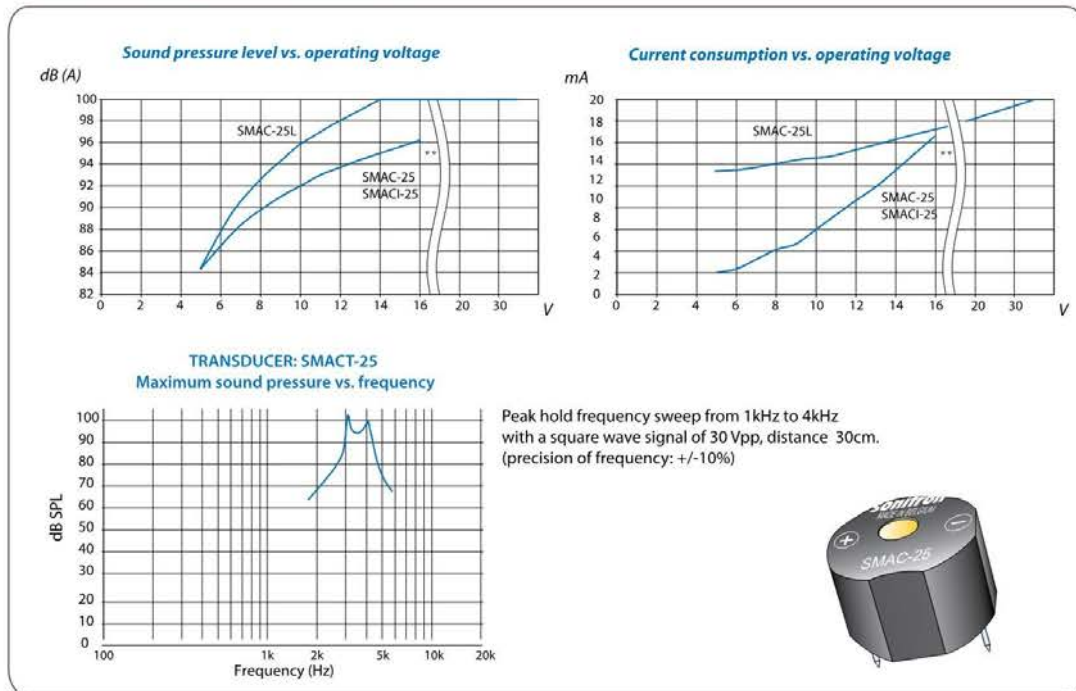 Sound pressure level vs. operating voltage
dB (A)
100
98
96
94
92
90
88
86
84
82
0 2 4 6 8 10 12 14 16 20 30
V
SMAC-25L
**
SMAC-25
SMACI-25
Current consumption vs. operating voltage
mA
20
18
16
14
12
10
8
6
4
2
0
0 2 4 6 8 10 12 14 16 20 30
V
SMAC-25L
**
SMAC-25
SMACI-25
TRANSDUCER: SMACT-25
Maximum sound pressure vs. frequency
dB SPL
100
90
80
70
60
50
40
30
20
10
0
100 1k 2k 5k 10k 20k
Frequency (Hz)
Peak hold frequency sweep from 1kHz to 4kHz
with a square wave signal of 30 Vpp, distance 30cm.
(precision of frequency: +/-10%)
Sonitron
MADE IN BELGIUM
+ −
SMAC-25